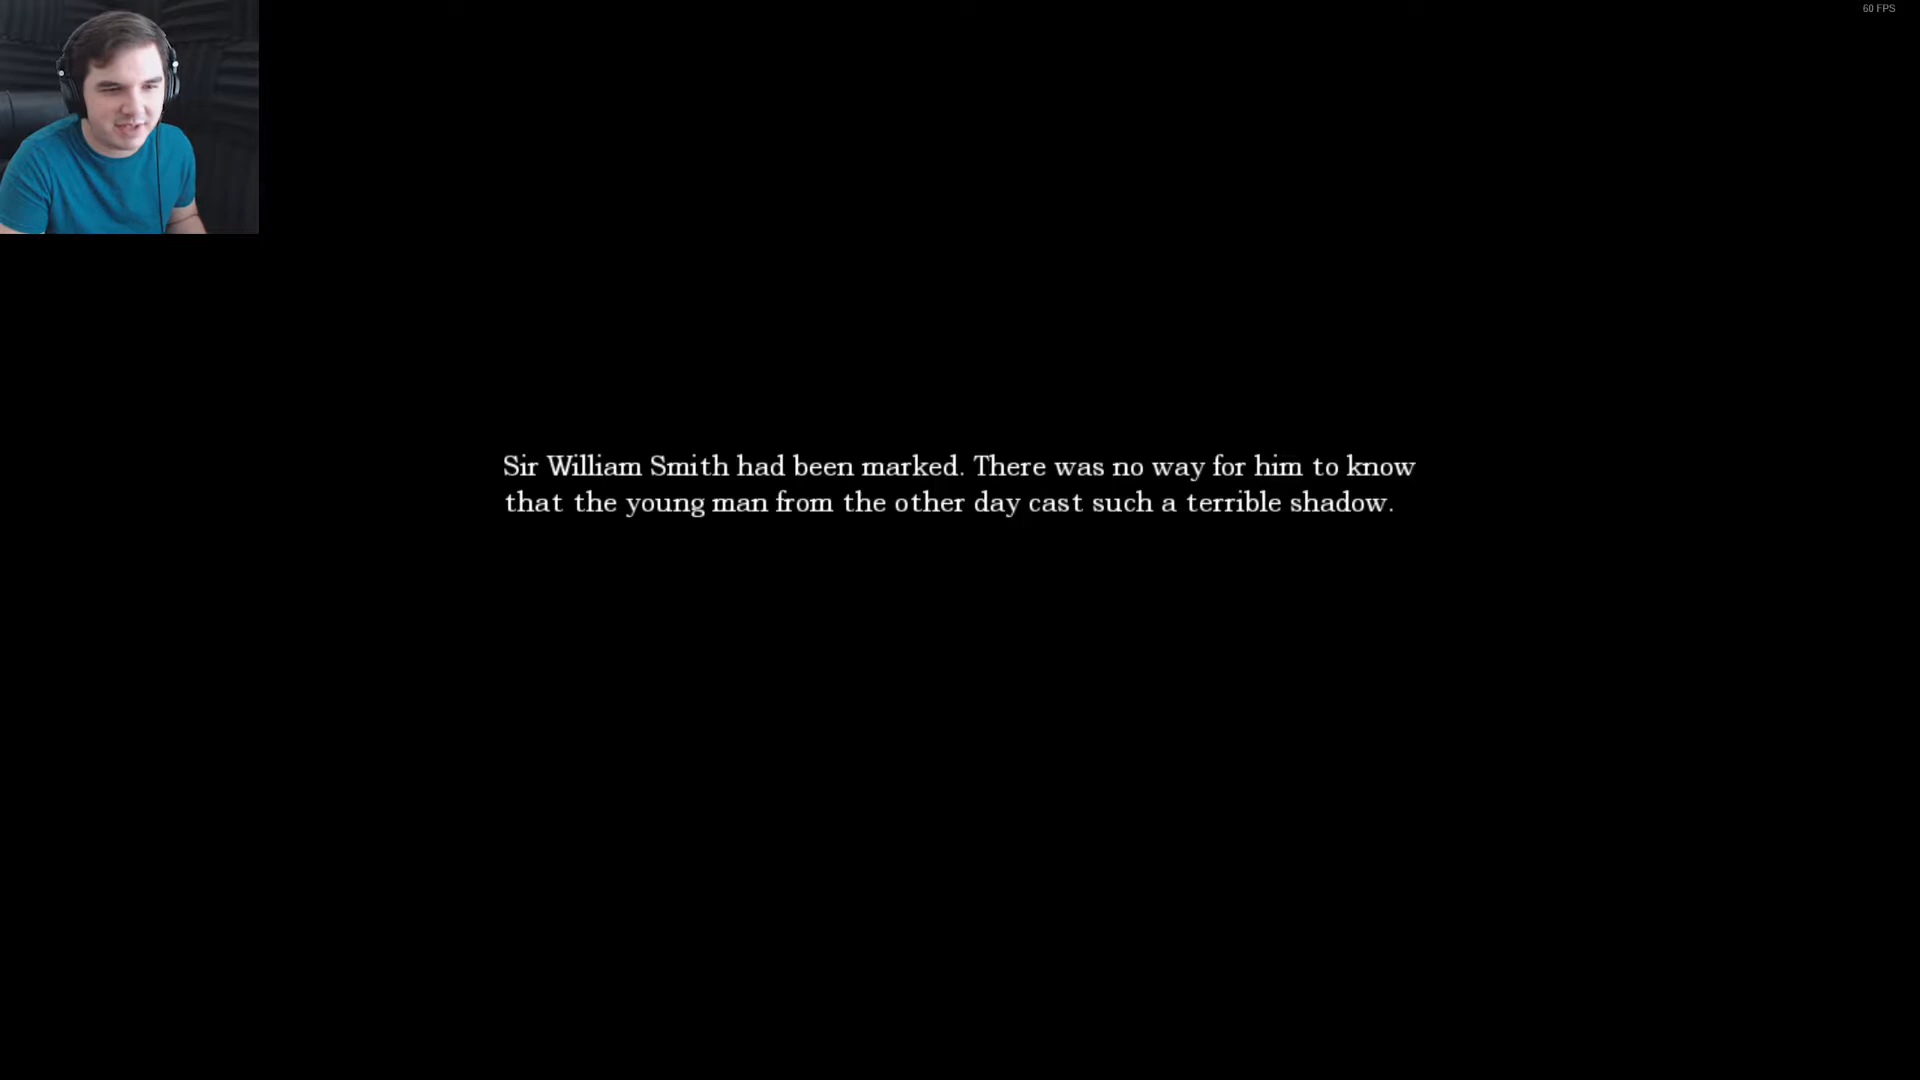 60 FPS
Sir William Smith had been marked. There was no way for him to know
that the young man from the other day cast such a terrible shadow.